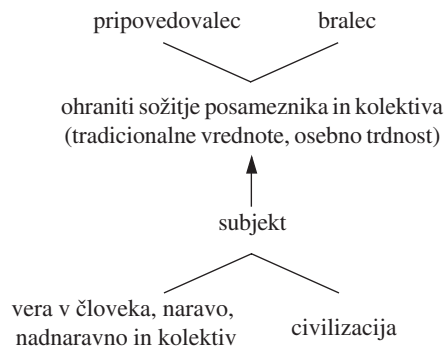 pripovedovalec
bralec
ohraniti sožitje posameznika in kolektiva
(tradicionalne vrednote, osebno trdnost)
subjekt
vera v človeka, naravo,
nadnaravno in kolektiv
civilizacija